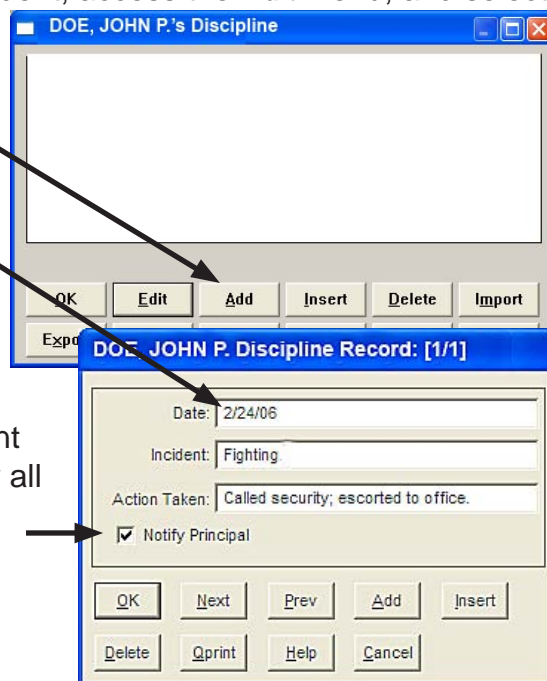 DOE, JOHN P.'s Discipline
OK Edit Add Insert Delete Import
DOE, JOHN P. Discipline Record: [1/1]
Date: 2/24/06
Incident: Fighting.
all
Action Taken: Called security; escorted to office.
Notify Principal
OK Next Prev Add Insert
Delete Qprint Help Cancel